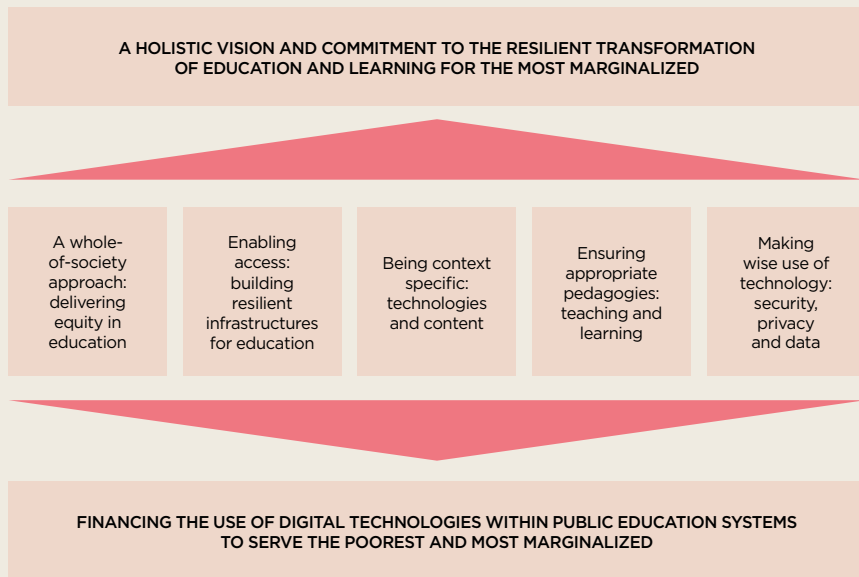 A HOLISTIC VISION AND COMMITMENT TO THE RESILIENT TRANSFORMATION
OF EDUCATION AND LEARNING FOR THE MOST MARGINALIZED
A whole-
of-society
approach:
delivering
equity in
education
Enabling
access:
building
resilient
infrastructures
for education
Being context
specific:
technologies
and content
Ensuring
appropriate
pedagogies:
teaching and
learning
Making
wise use of
technology:
security,
privacy
and data
FINANCING THE USE OF DIGITAL TECHNOLOGIES WITHIN PUBLIC EDUCATION SYSTEMS
TO SERVE THE POOREST AND MOST MARGINALIZED